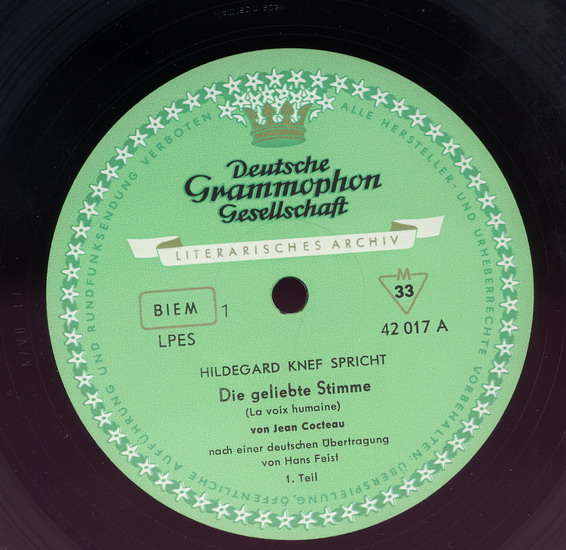 Deutsche
Grammophon
Gesellschaft
LITERARISCHES ARCHIV
BIEM 1
LPES
M
33
42 017 A
HILDEGARD KNEF SPRICHT
Die geliebte Stimme
(La voix humaine)
von Jean Cocteau
nach einer deutschen Übertragung
von Hans Feist
1. Teil
ALLE HERSTELLER- UND URHEBERRECHTE VORBEHALTEN. ÜBERSPIELUNG, ÖFFENTLICHE AUFFÜHRUNG UND RUNDFUNKSENDUNG VERBOTEN